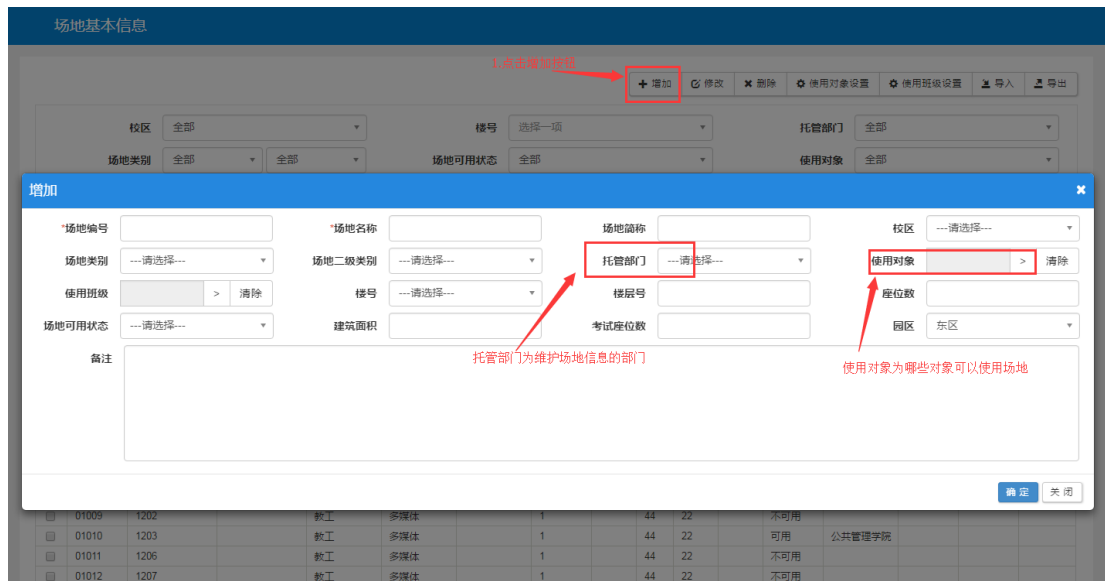 场地基本信息
1.点击增加按钮
增加 修改 删除 使用对象设置 使用班级设置 导入 导出
校区 全部 楼号 选择一项 托管部门 全部
场地类别 全部 全部 场地可用状态 全部 使用对象 全部
增加
*场地编号 *场地名称 场地简称 校区 ---请选择---
场地类别 ---请选择--- 场地二级类别 ---请选择--- 托管部门 ---请选择--- 使用对象 > 清除
使用班级 > 清除 楼号 ---请选择--- 楼层号 座位数
场地可用状态 ---请选择--- 建筑面积 考试座位数 园区 东区
备注
托管部门为维护场地信息的部门
使用对象为哪些对象可以使用场地
确定 关闭
01009 1202 教工 多媒体 1 44 22 不可用
01010 1203 教工 多媒体 1 44 22 可用 公共管理学院
01011 1206 教工 多媒体 1 44 22 不可用
01012 1207 教工 多媒体 1 44 22 不可用